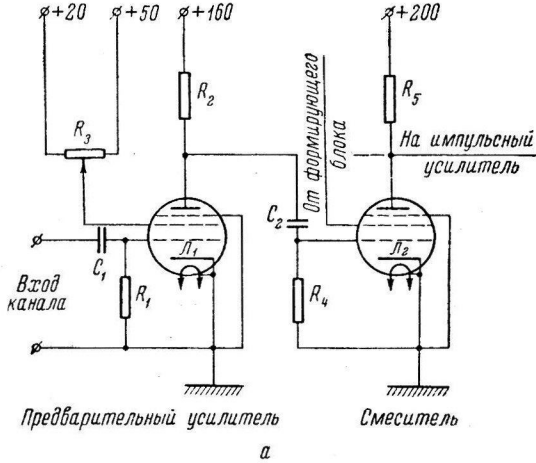 +20
+50
+160
+200
R₂
R₅
R₃
От формирующего
блока
На импульсный
усилитель
C₂
C₁
Л₁
Л₂
Вход
канала
R₁
R₄
Предварительный усилитель
Смеситель
а